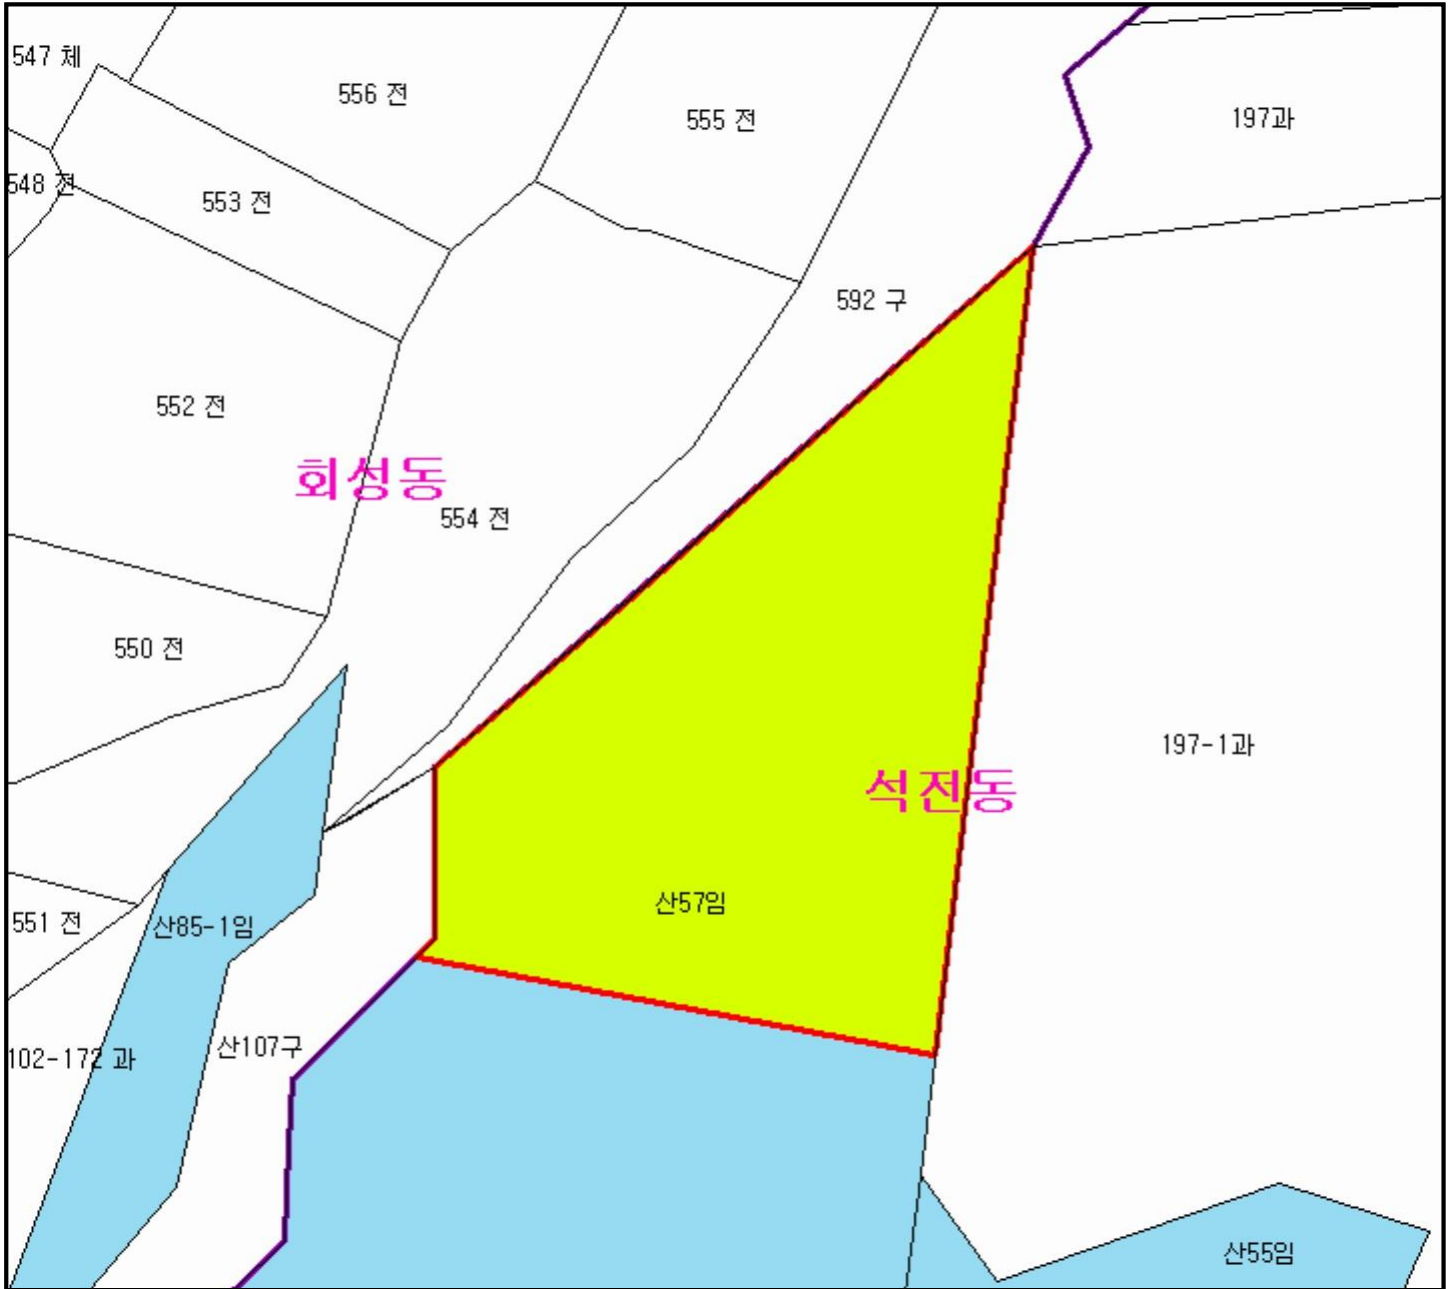 547 체
556 전
555 전
197과
548 전
553 전
592 구
552 전
회성동
554 전
550 전
197-1과
석전동
산57임
551 전
산85-1임
산107구
102-172 과
산55임